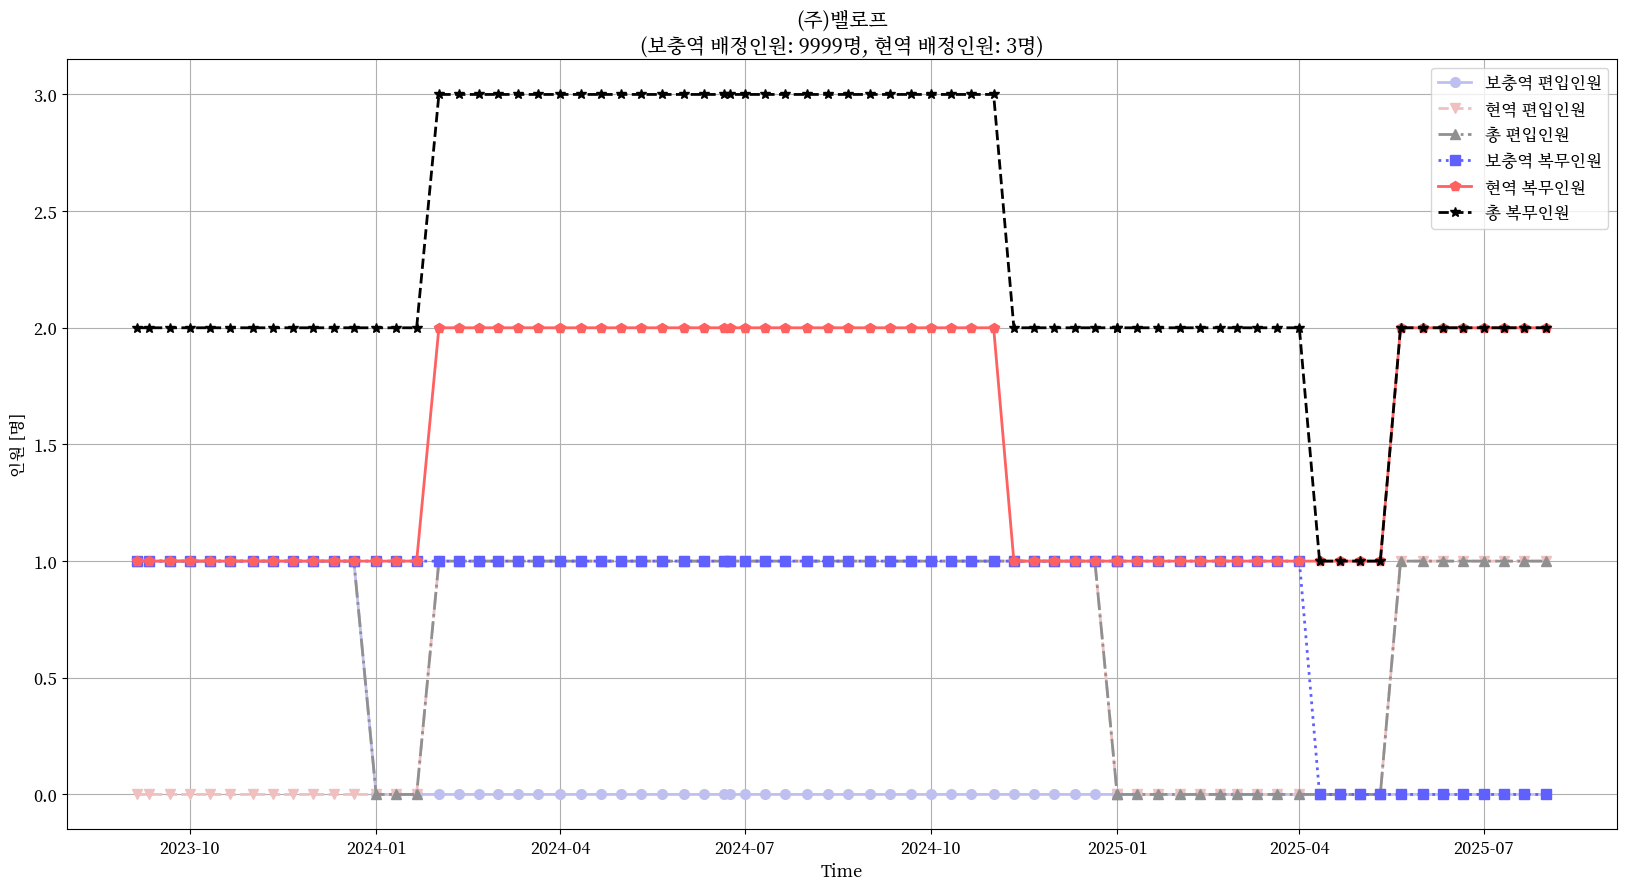 (주)밸로프
(보충역 배정인원: 9999명, 현역 배정인원: 3명)
보충역 편입인원
현역 편입인원
총 편입인원
보충역 복무인원
현역 복무인원
총 복무인원
인원 [명]
3.0
2.5
2.0
1.5
1.0
0.5
0.0
2023-10 2024-01 2024-04 2024-07 2024-10 2025-01 2025-04 2025-07
Time